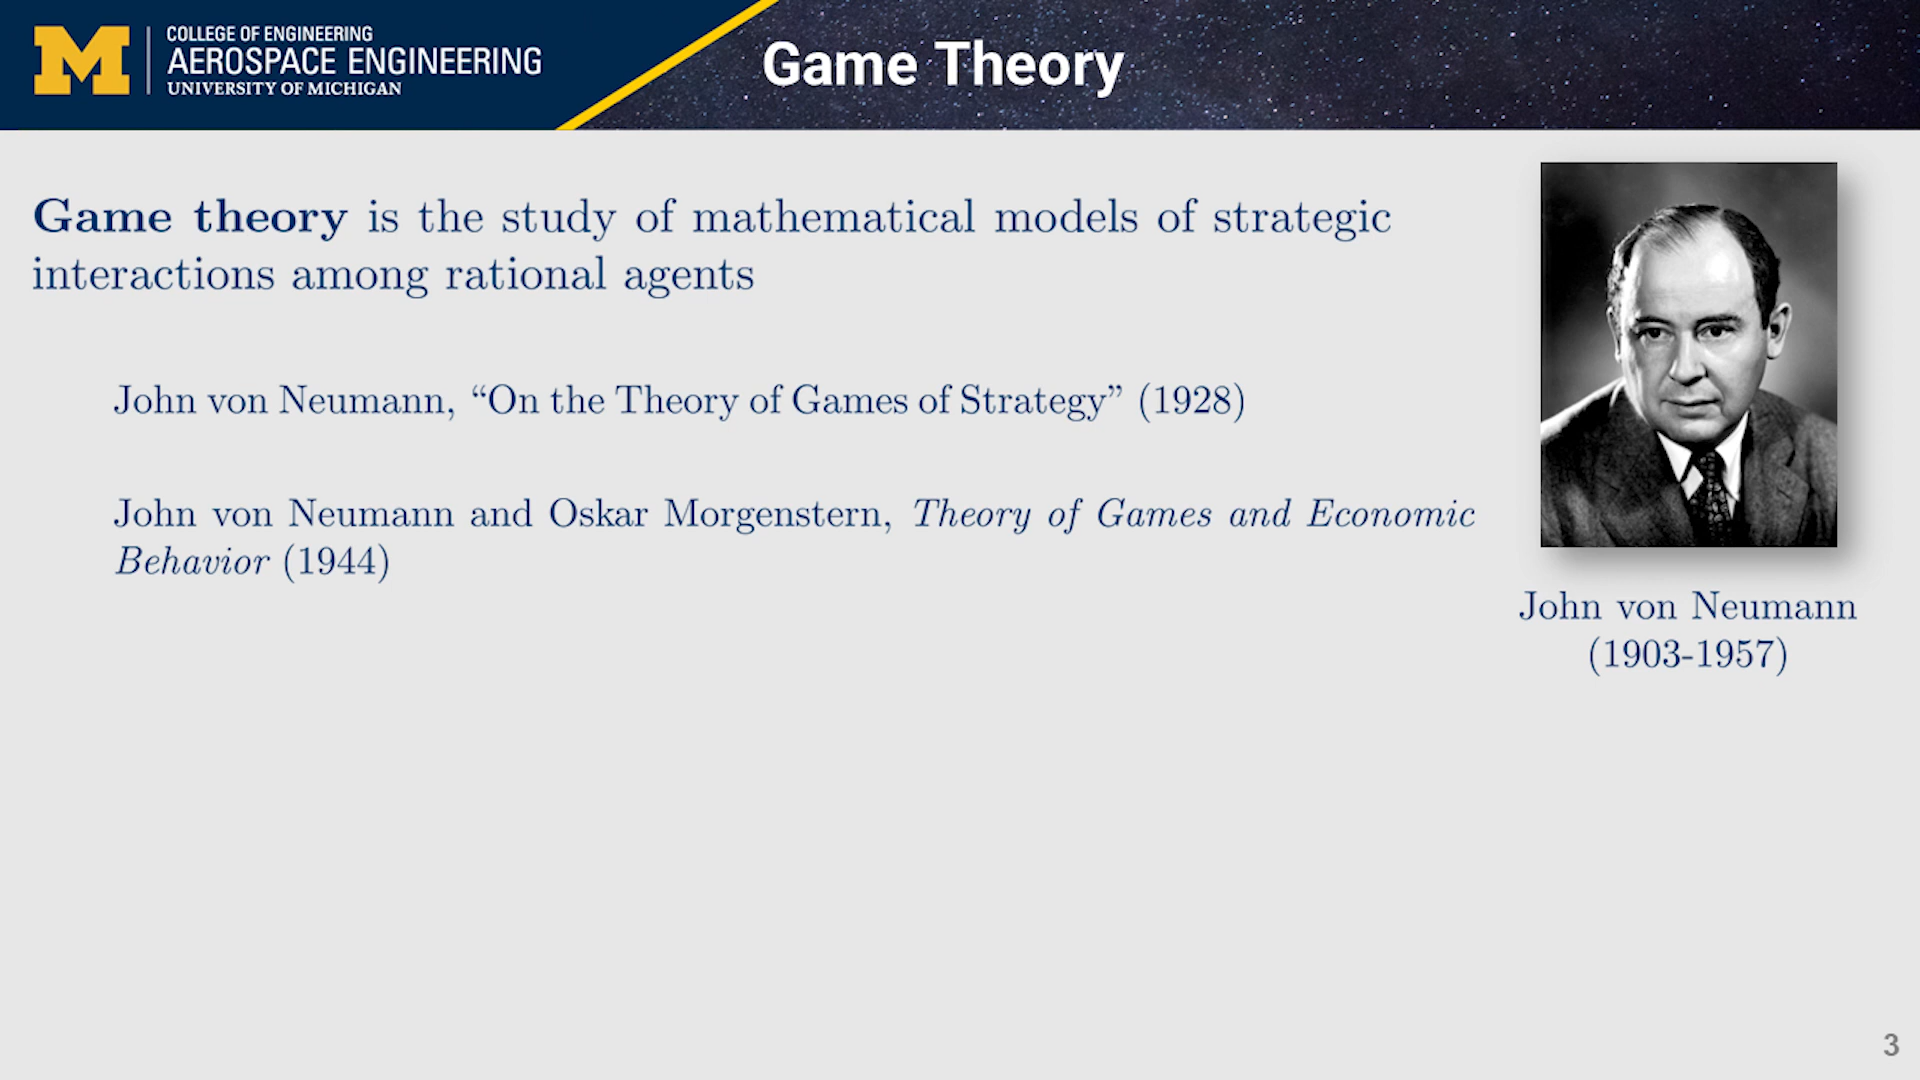 COLLEGE OF ENGINEERING
AEROSPACE ENGINEERING
UNIVERSITY OF MICHIGAN
Game Theory
Game theory is the study of mathematical models of strategic
interactions among rational agents
John von Neumann, “On the Theory of Games of Strategy” (1928)
John von Neumann and Oskar Morgenstern, Theory of Games and Economic
Behavior (1944)
John von Neumann
(1903-1957)
3